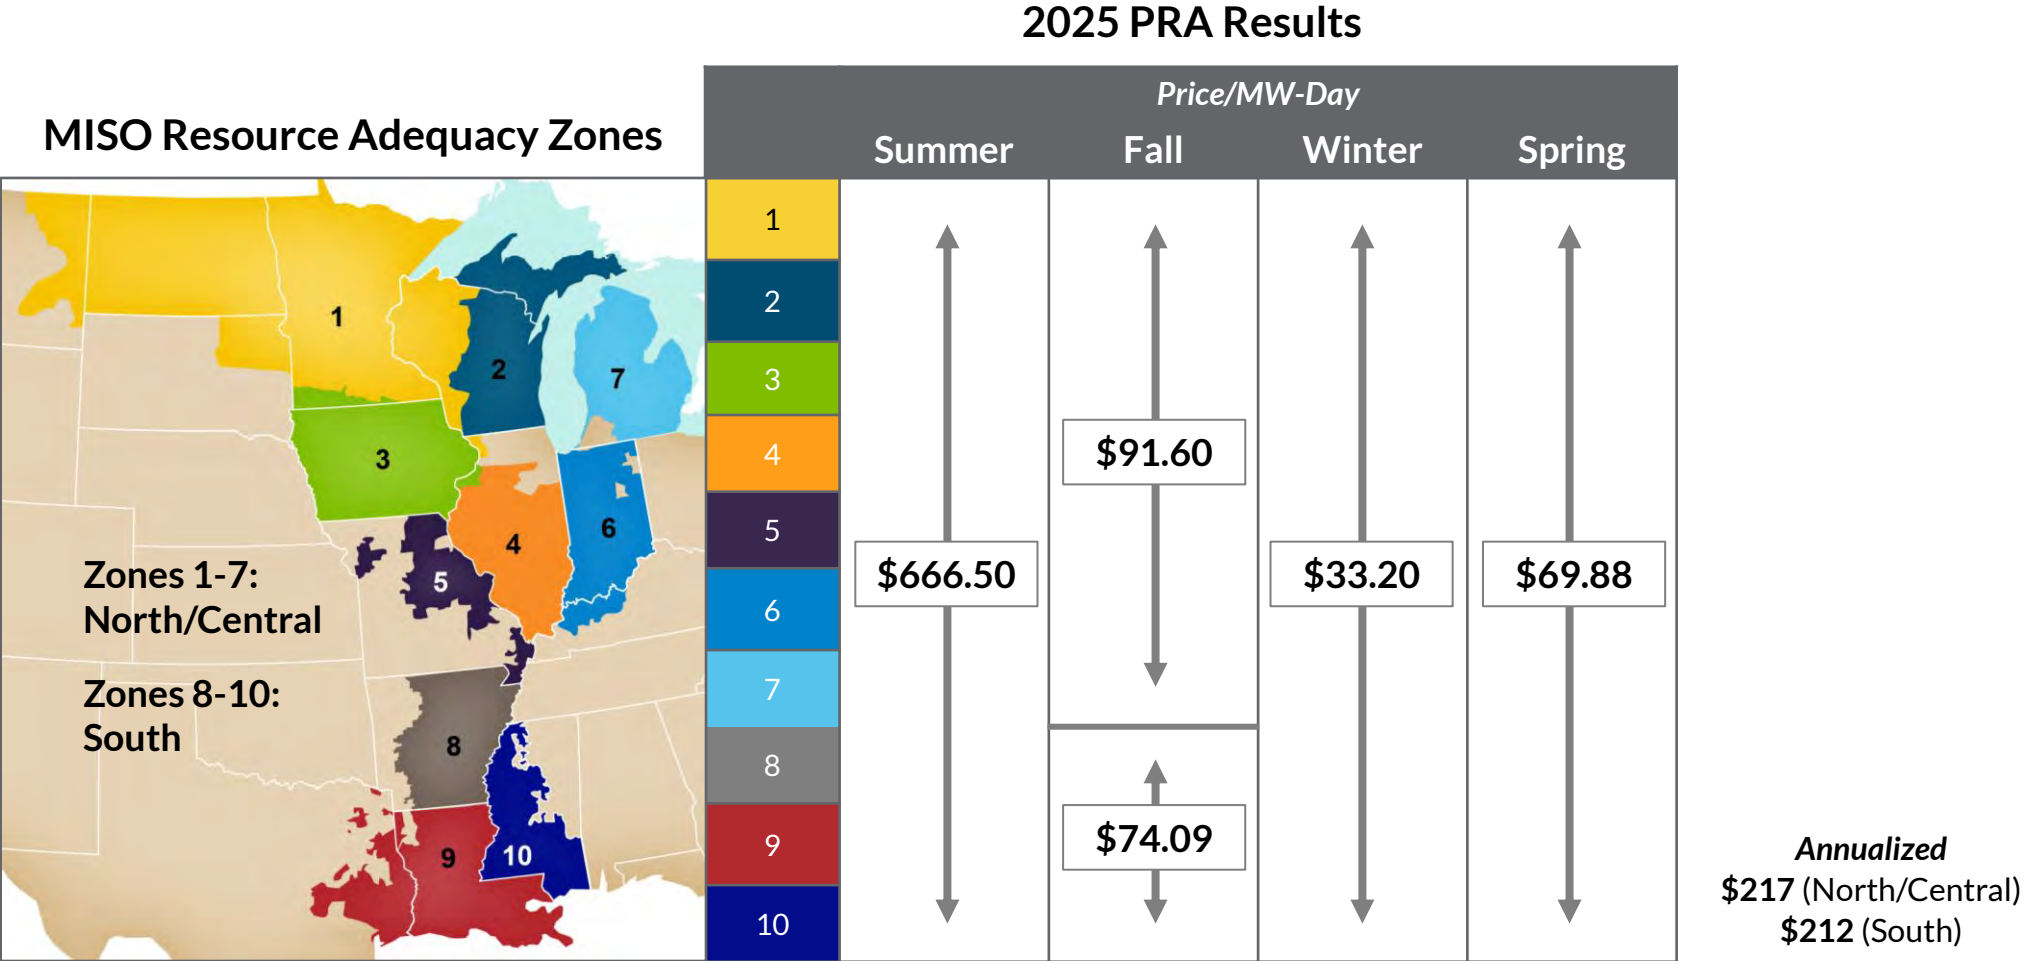 2025 PRA Results
MISO Resource Adequacy Zones
Price/MW-Day
Summer Fall Winter Spring
1
2
3
4
5
6
7
8
9
10
1
2
7
3
4
6
5
8
9
10
Zones 1-7:
North/Central
Zones 8-10:
South
$91.60
$666.50
$33.20
$69.88
$74.09
Annualized
$217 (North/Central)
$212 (South)